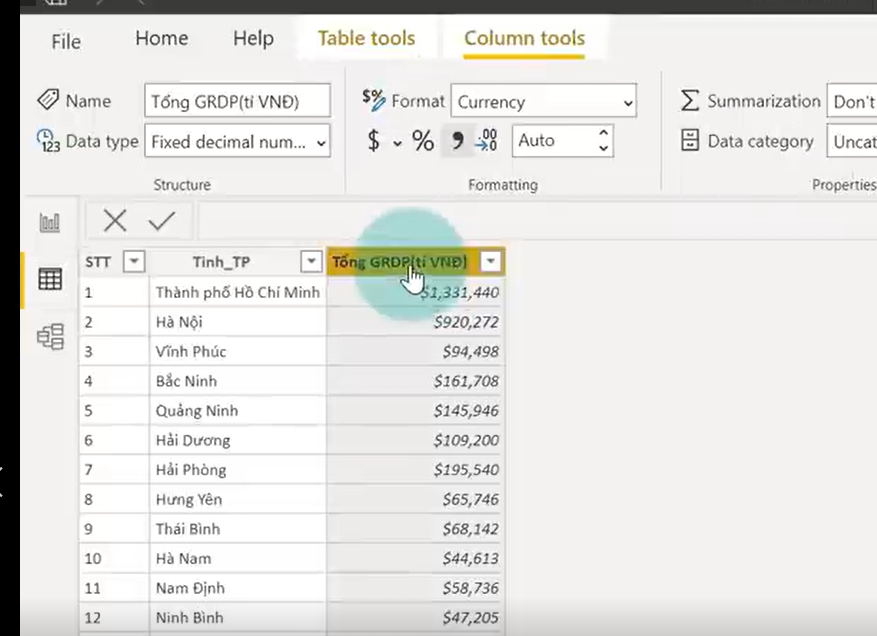 File Home Help Table tools Column tools
Name Tổng GRDP(tỉ VNĐ) $% Format Currency Σ Summarization Don't
123 Data type Fixed decimal num... $ % , .00 Auto Data category Uncat
Structure Formatting Properties
STT Tinh_TP Tổng GRDP(tỉ VNĐ)
1 Thành phố Hồ Chí Minh $1,331,440
2 Hà Nội $920,272
3 Vĩnh Phúc $94,498
4 Bắc Ninh $161,708
5 Quảng Ninh $145,946
6 Hải Dương $109,200
7 Hải Phòng $195,540
8 Hưng Yên $65,746
9 Thái Bình $68,142
10 Hà Nam $44,613
11 Nam Định $58,736
12 Ninh Bình $47,205